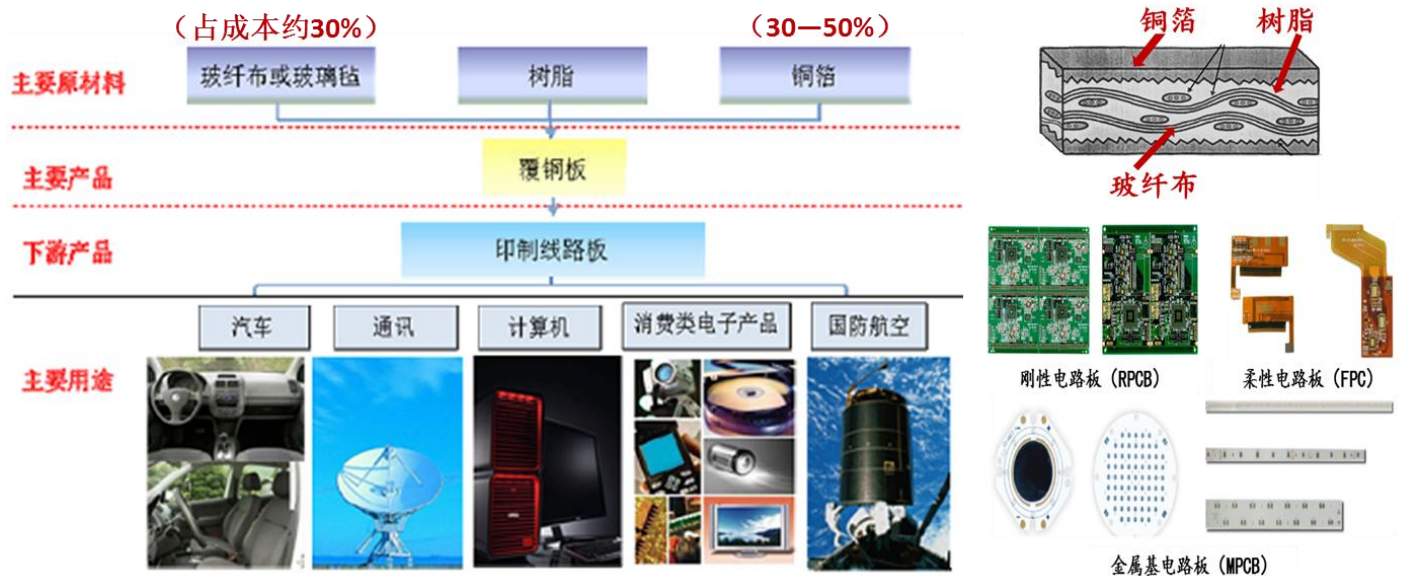 （占成本约30%）
（30—50%）
主要原材料
玻纤布或玻璃毡
树脂
铜箔
主要产品
覆铜板
下游产品
印制线路板
汽车
通讯
计算机
消费类电子产品
国防航空
主要用途
铜箔
树脂
玻纤布
刚性电路板（RPCB）
柔性电路板（FPC）
金属基电路板（MPCB）